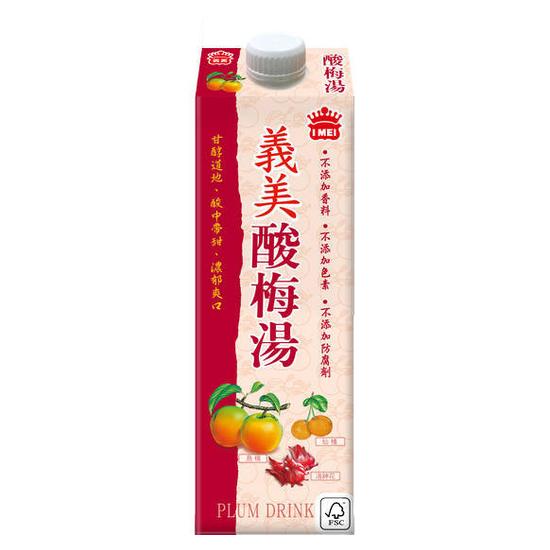 義美
酸梅湯
I MEI
義美酸梅湯
・不添加香料・不添加色素・不添加防腐劑
甘醇道地、酸中帶甜、濃郁爽口
仙楂
烏梅
洛神花
PLUM DRINK
FSC